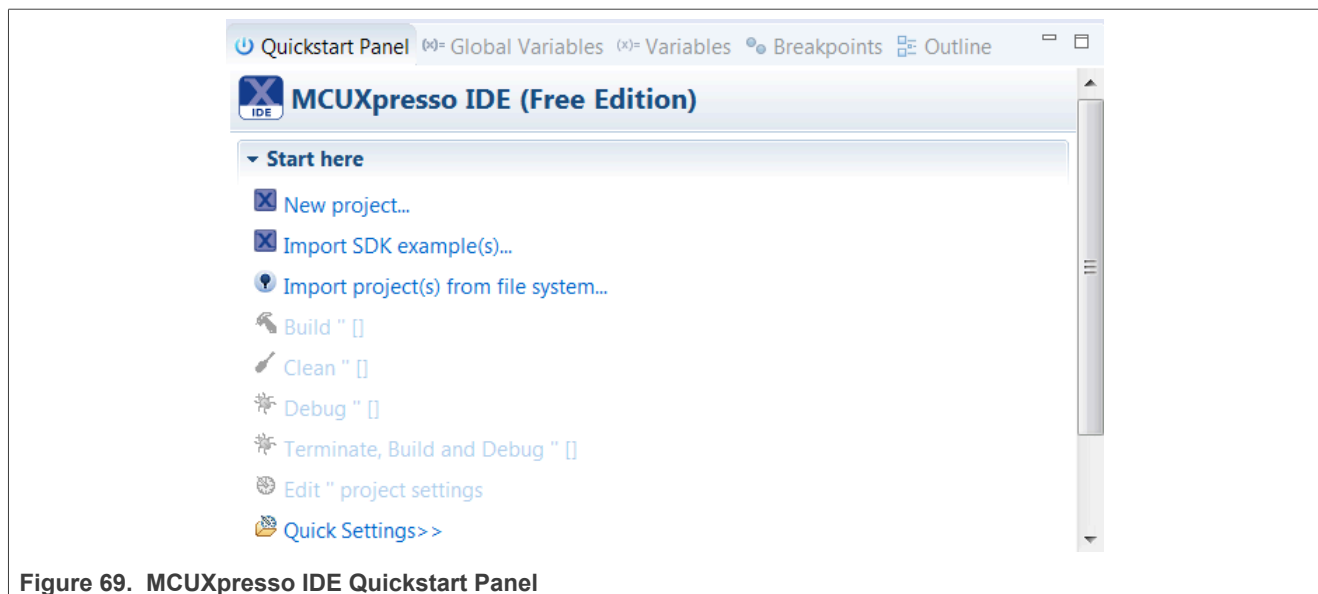 Quickstart Panel (x)= Global Variables (x)= Variables Breakpoints Outline
X IDE MCUXpresso IDE (Free Edition)
Start here
New project...
Import SDK example(s)...
Import project(s) from file system...
Build '' []
Clean '' []
Debug '' []
Terminate, Build and Debug '' []
Edit '' project settings
Quick Settings>>
Figure 69. MCUXpresso IDE Quickstart Panel